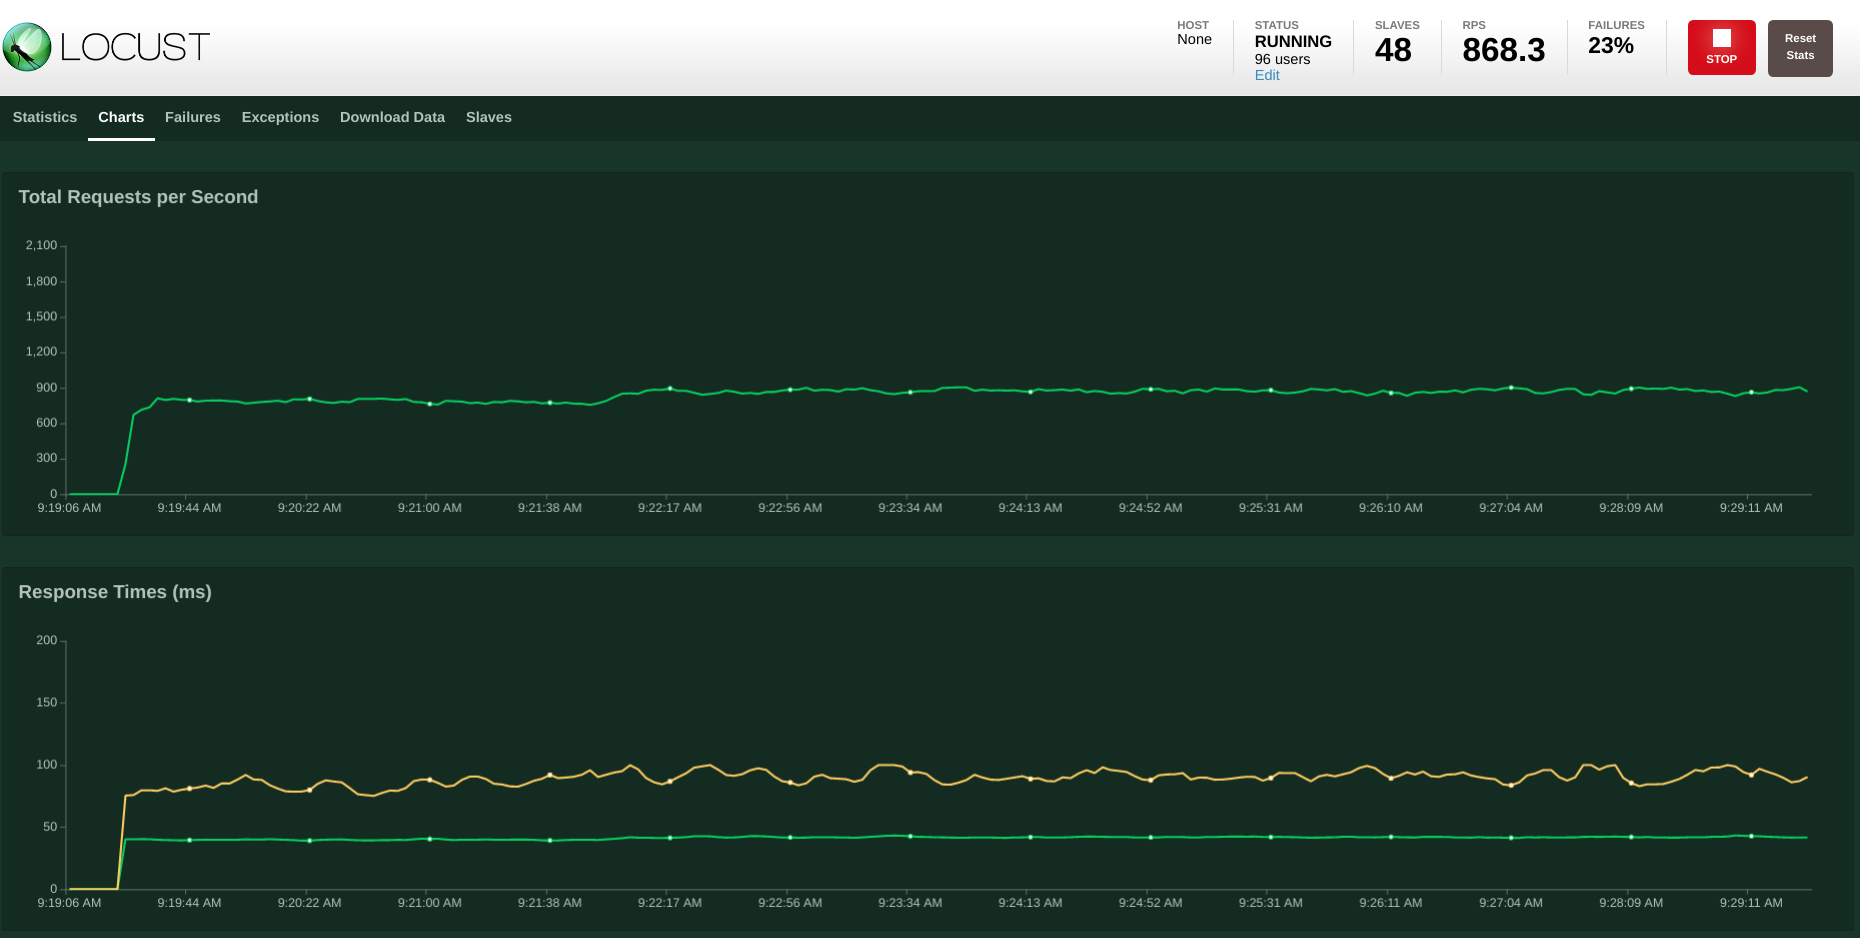 LOCUST
HOST
None
STATUS
RUNNING
96 users
Edit
SLAVES
48
RPS
868.3
FAILURES
23%
STOP
Reset
Stats
Statistics Charts Failures Exceptions Download Data Slaves
Total Requests per Second
2,100
1,800
1,500
1,200
900
600
300
0
9:19:06 AM 9:19:44 AM 9:20:22 AM 9:21:00 AM 9:21:38 AM 9:22:17 AM 9:22:56 AM 9:23:34 AM 9:24:13 AM 9:24:52 AM 9:25:31 AM 9:26:10 AM 9:27:04 AM 9:28:09 AM 9:29:11 AM
Response Times (ms)
200
150
100
50
0
9:19:06 AM 9:19:44 AM 9:20:22 AM 9:21:00 AM 9:21:38 AM 9:22:17 AM 9:22:56 AM 9:23:34 AM 9:24:13 AM 9:24:52 AM 9:25:31 AM 9:26:11 AM 9:27:04 AM 9:28:09 AM 9:29:11 AM